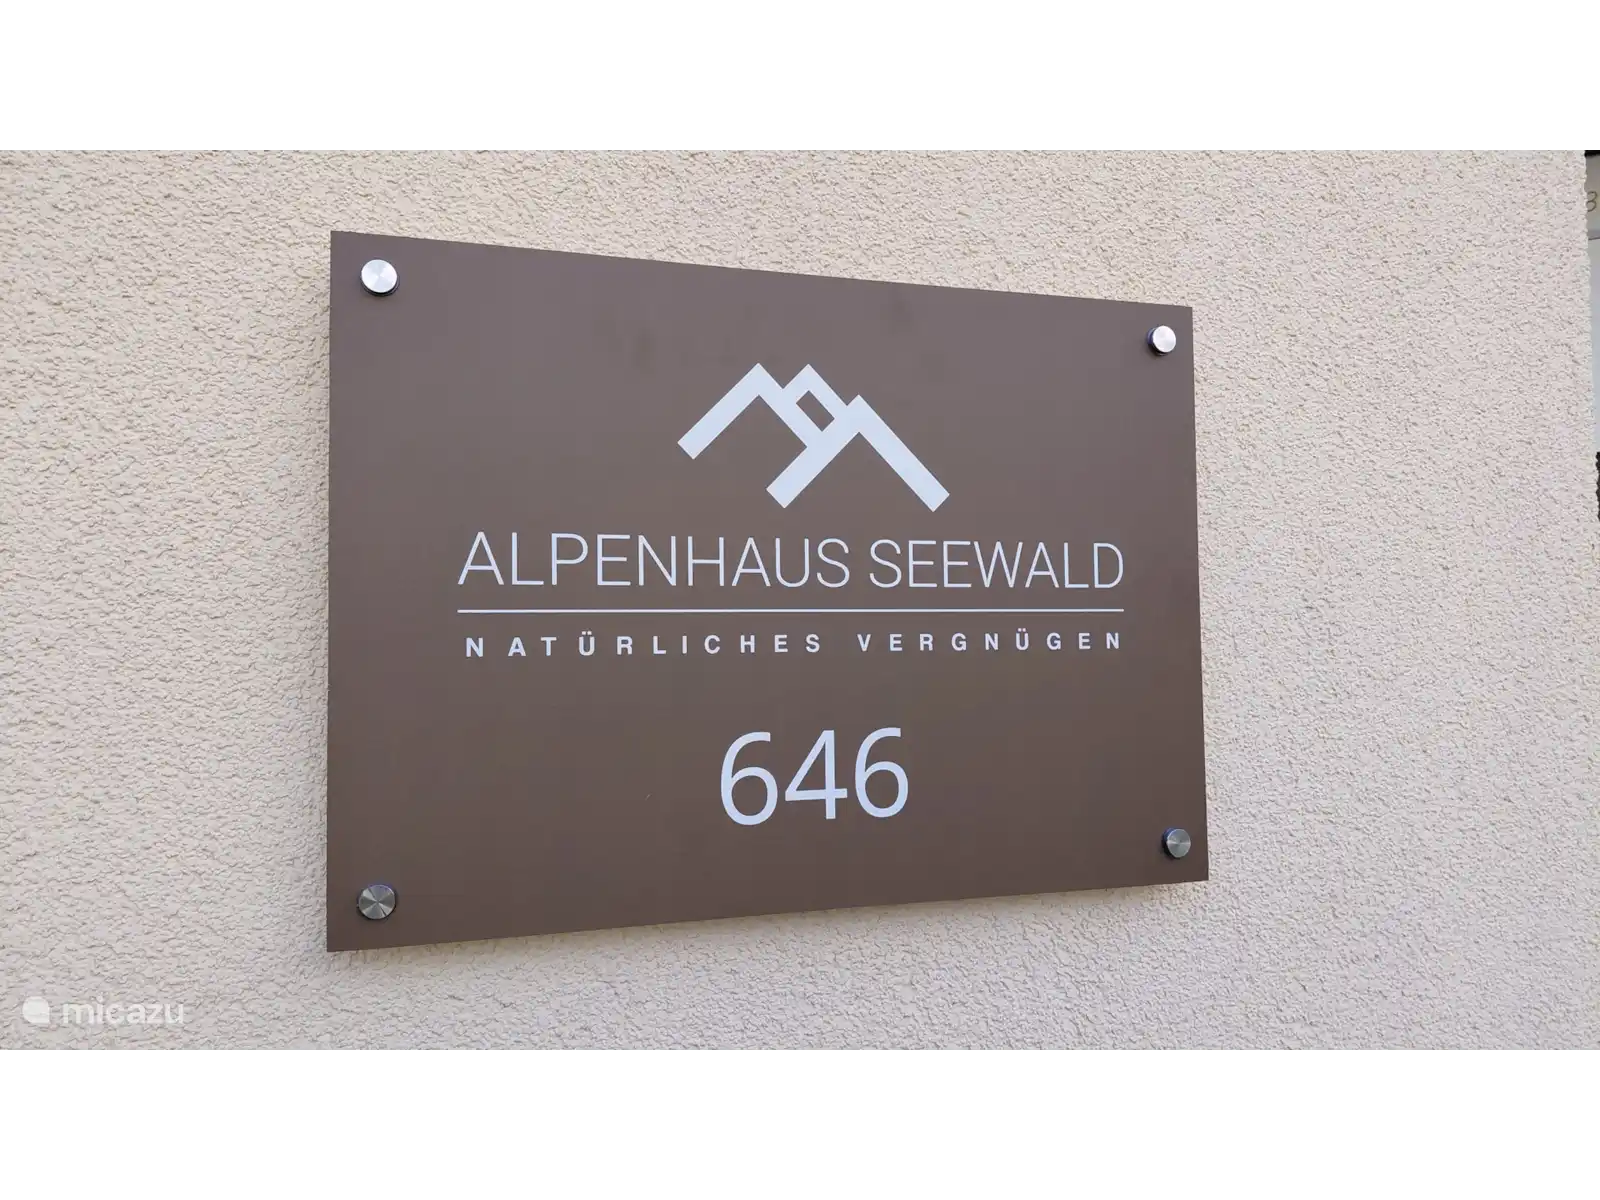 ALPENHAUS SEEWALD
NATÜRLICHES VERGNÜGEN
646
micazu